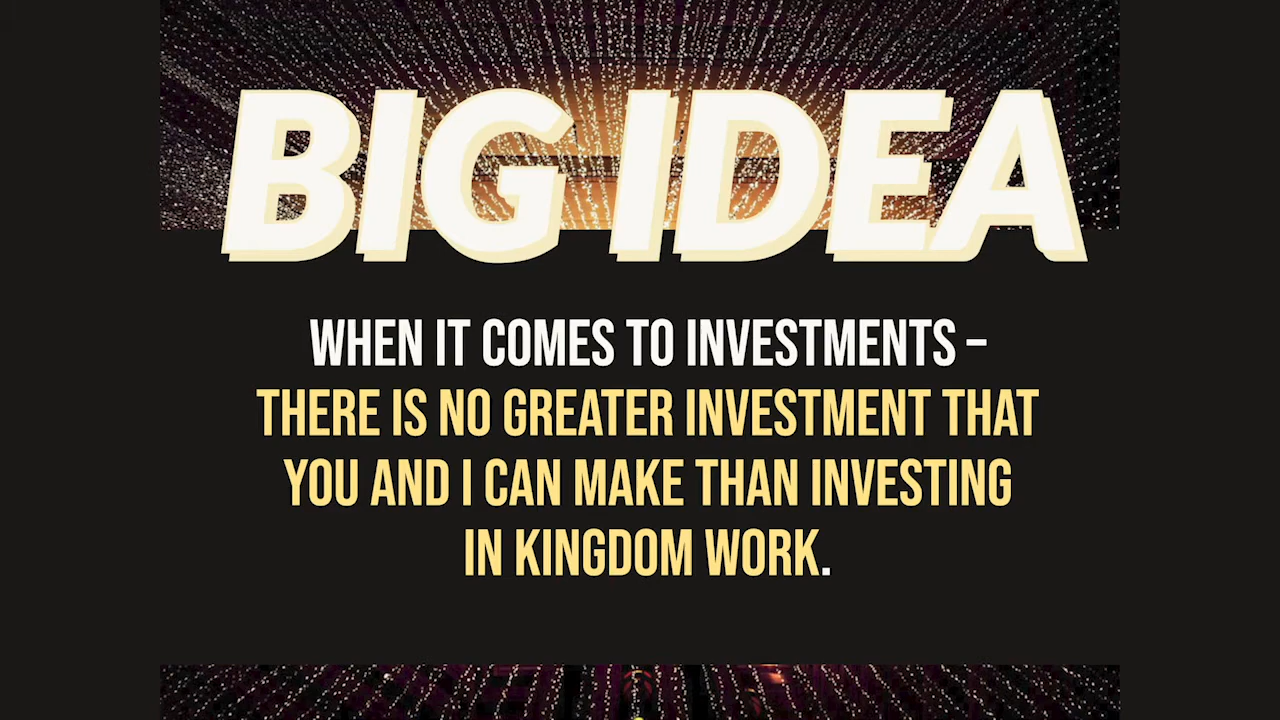 BIG IDEA
WHEN IT COMES TO INVESTMENTS –
THERE IS NO GREATER INVESTMENT THAT
YOU AND I CAN MAKE THAN INVESTING
IN KINGDOM WORK.